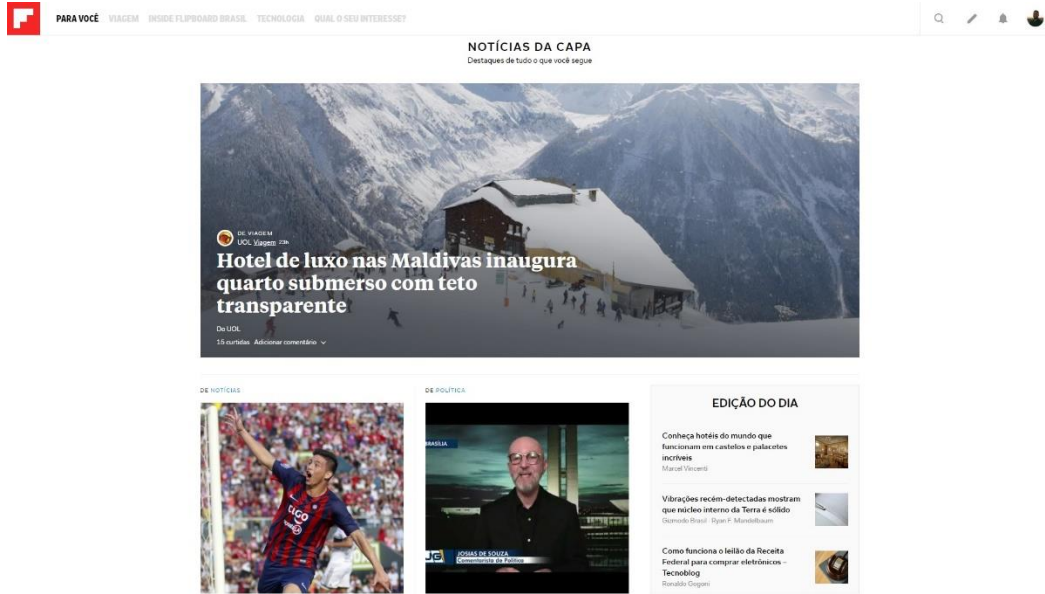 PARA VOCÊ VIAGEM INSIDE FLIPBOARD BRASIL TECNOLOGIA QUAL O SEU INTERESSE?
NOTÍCIAS DA CAPA
Destaques de tudo o que você segue
DE VIAGEM
UOL Viagem 23h
Hotel de luxo nas Maldivas inaugura
quarto submerso com teto
transparente
Do UOL
15 curtidas Adicionar comentário
DE NOTÍCIAS
TIGO
DE POLÍTICA
BRASÍLIA
JOSIAS DE SOUZA
Comentarista de Política
EDIÇÃO DO DIA
Conheça hotéis do mundo que
funcionam em castelos e palacetes
incríveis
Marcel Vincenti
Vibrações recém-detectadas mostram
que núcleo interno da Terra é sólido
Gizmodo Brasil · Ryan F. Mandelbaum
Como funciona o leilão da Receita
Federal para comprar eletrônicos –
Tecnoblog
Ronaldo Gogoni